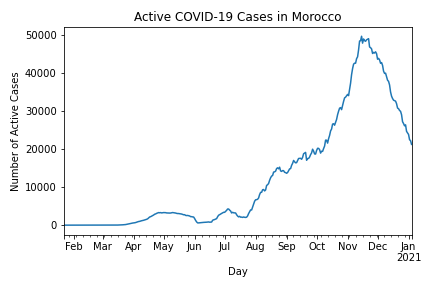 Active COVID-19 Cases in Morocco
50000
40000
30000
20000
10000
0
Number of Active Cases
Feb Mar Apr May Jun Jul Aug Sep Oct Nov Dec Jan
2021
Day